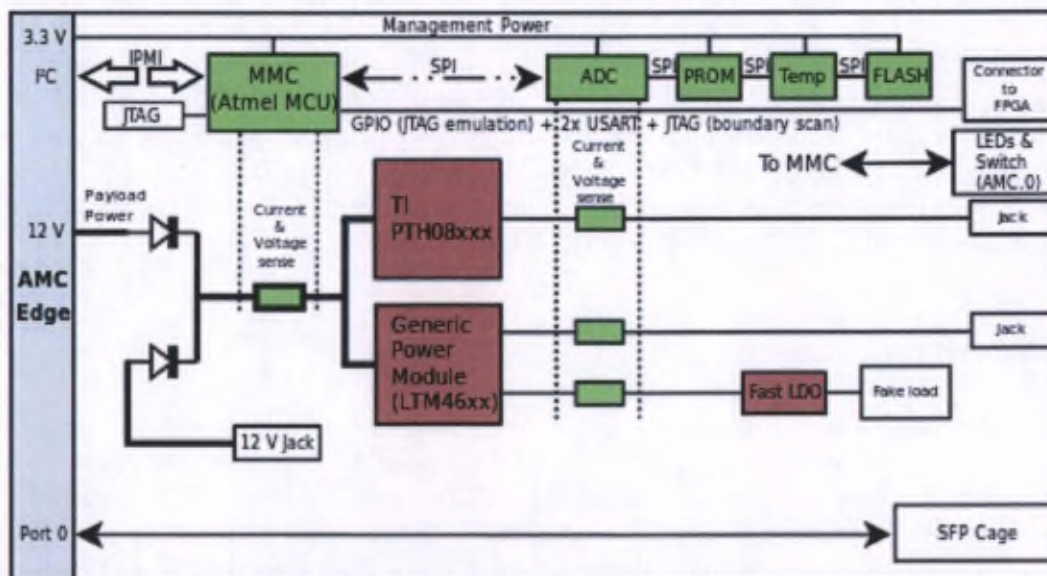 Management Power
3.3 V
I²C
IPMI
MMC
(Atmel MCU)
SPI
ADC
SPI
PROM
SPI
Temp
SPI
FLASH
Connector
to
FPGA
JTAG
GPIO (JTAG emulation) + 2x USART + JTAG (boundary scan)
Current
&
Voltage
sense
To MMC
LEDs &
Switch
(AMC.0)
Payload
Power
12 V
Current
&
Voltage
sense
TI
PTH08xxx
Jack
AMC
Edge
Generic
Power
Module
(LTM46xx)
Jack
Fast LDO
Fake load
12 V Jack
Port 0
SFP Cage